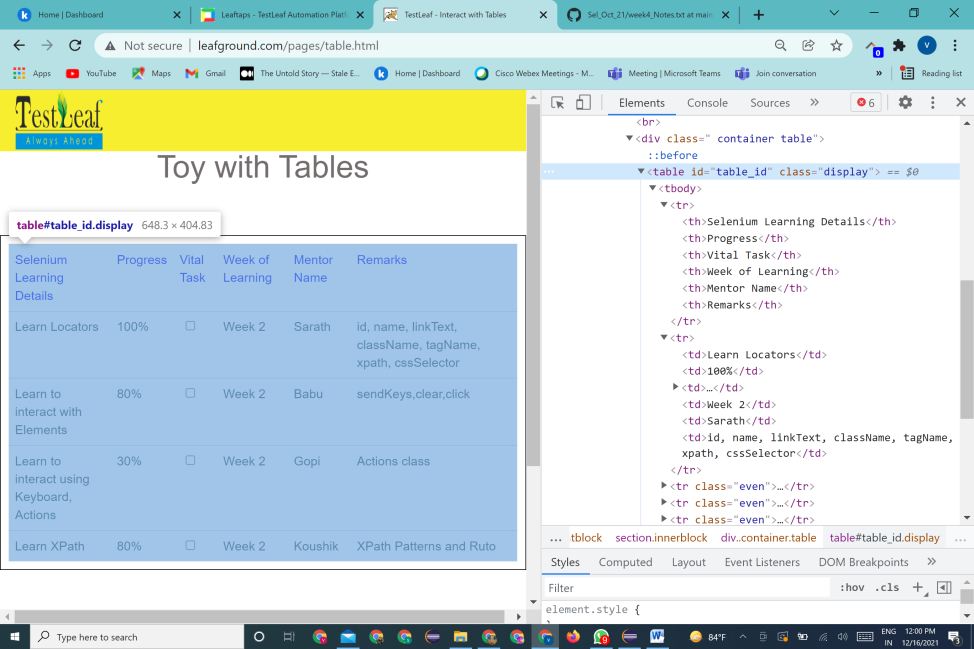 Home | Dashboard
Leaftaps - TestLeaf Automation Platf
TestLeaf - Interact with Tables
Sel_Oct_21/week4_Notes.txt at main
Not secure | leafground.com/pages/table.html
0
V
Apps
YouTube
Maps
Gmail
The Untold Story — Stale E...
Home | Dashboard
Cisco Webex Meetings - M...
Meeting | Microsoft Teams
Join conversation
»
Reading list
TestLeaf
Always Ahead
Toy with Tables
table#table_id.display 648.3 × 404.83
Selenium Learning Details
Progress
Vital Task
Week of Learning
Mentor Name
Remarks
Learn Locators
100%
Week 2
Sarath
id, name, linkText, className, tagName, xpath, cssSelector
Learn to interact with Elements
80%
Week 2
Babu
sendKeys,clear,click
Learn to interact using Keyboard, Actions
30%
Week 2
Gopi
Actions class
Learn XPath
80%
Week 2
Koushik
XPath Patterns and Ruto
Elements
Console
Sources
»
6
<br>
<div class=" container table">
::before
... <table id="table_id" class="display"> == $0
<tbody>
<tr>
<th>Selenium Learning Details</th>
<th>Progress</th>
<th>Vital Task</th>
<th>Week of Learning</th>
<th>Mentor Name</th>
<th>Remarks</th>
</tr>
<tr>
<td>Learn Locators</td>
<td>100%</td>
<td>…</td>
<td>Week 2</td>
<td>Sarath</td>
<td>id, name, linkText, className, tagName,
xpath, cssSelector</td>
</tr>
<tr class="even">…</tr>
<tr class="even">…</tr>
<tr class="even">…</tr>
... tblock section.innerblock div..container.table table#table_id.display ...
Styles
Computed
Layout
Event Listeners
DOM Breakpoints
»
Filter
:hov .cls
element.style {
Type here to search
9
84°F
ENG
IN
12:00 PM
12/16/2021
3